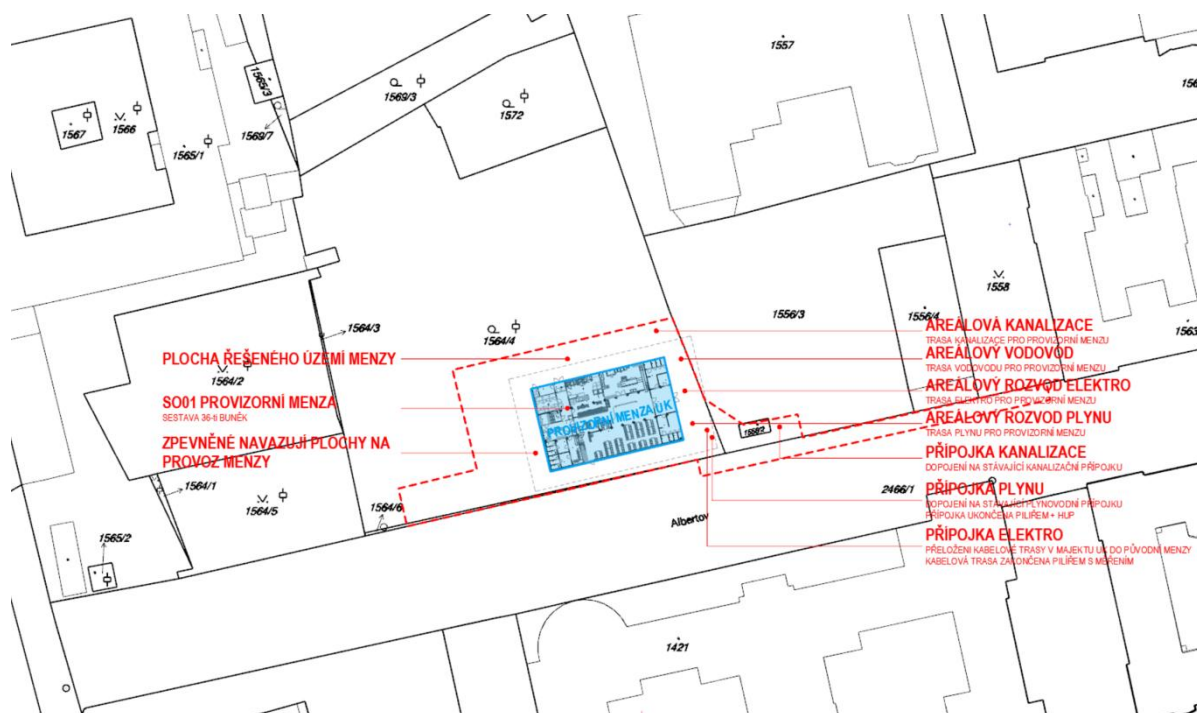 1557
1565/3
1569/3
1572
1567
1566
1569/7
1565/1
1558
1556/3
1556/4
1564/3
1564/4
1564/2
PLOCHA ŘEŠENÉHO ÚZEMÍ MENZY
SO01 PROVIZORNÍ MENZA
SESTAVA 36-ti BUNĚK
ZPEVNĚNÉ NAVAZUJÍ PLOCHY NA
PROVOZ MENZY
PROVIZORNÍ MENZA UK
AREÁLOVÁ KANALIZACE
TRASA KANALIZACE PRO PROVIZORNÍ MENZU
AREÁLOVÝ VODOVOD
TRASA VODOVODU PRO PROVIZORNÍ MENZU
AREÁLOVÝ ROZVOD ELEKTRO
TRASA ELEKTRO PRO PROVIZORNÍ MENZU
AREÁLOVÝ ROZVOD PLYNU
TRASA PLYNU PRO PROVIZORNÍ MENZU
PŘÍPOJKA KANALIZACE
DOPOJENÍ NA STÁVAJÍCÍ KANALIZAČNÍ PŘÍPOJKU
PŘÍPOJKA PLYNU
DOPOJENÍ NA STÁVAJÍCÍ PLYNOVODNÍ PŘÍPOJKU
PŘÍPOJKA UKONČENA PILÍŘEM + HUP
PŘÍPOJKA ELEKTRO
PŘELOŽENI KABELOVÉ TRASY V MAJETKU UK DO PŮVODNÍ MENZY
KABELOVÁ TRASA ZAKONČENA PILÍŘEM S MĚŘENÍM
1564/1
1564/5
1564/6
2466/1
Albertov
1565/2
1421